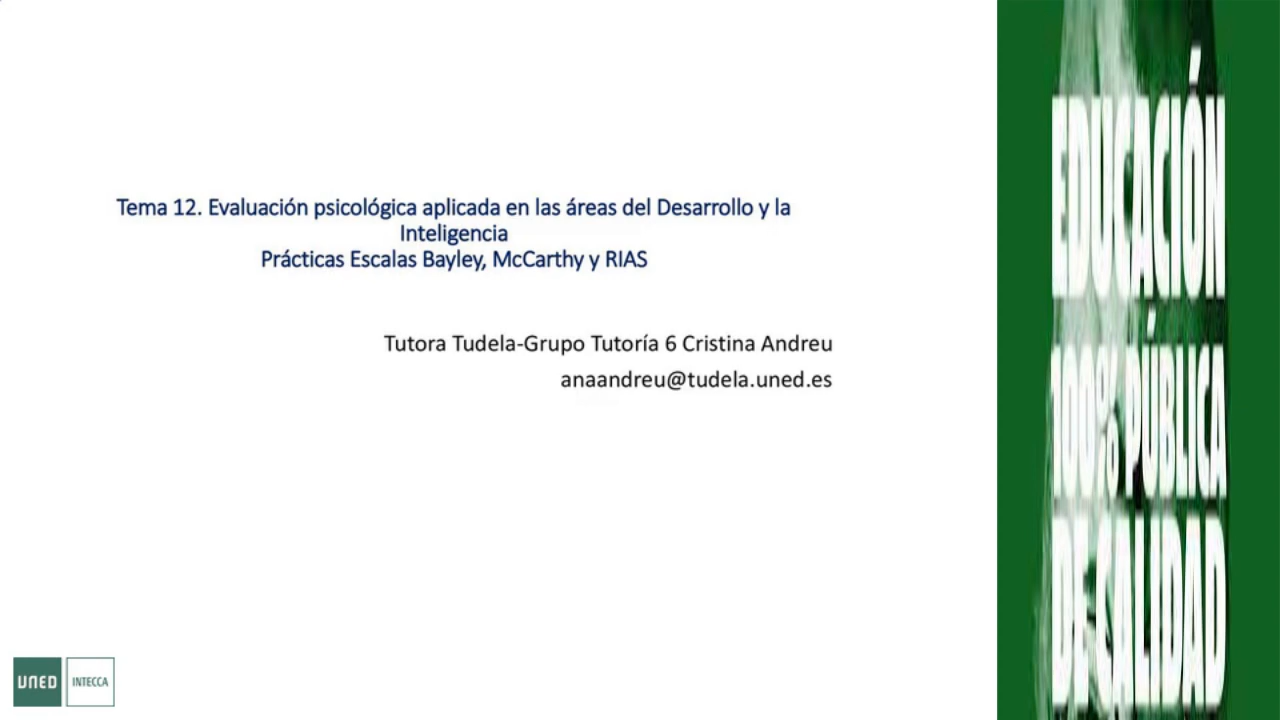 Tema 12. Evaluación psicológica aplicada en las áreas del Desarrollo y la
Inteligencia
Prácticas Escalas Bayley, McCarthy y RIAS
Tutora Tudela-Grupo Tutoría 6 Cristina Andreu
anaandreu@tudela.uned.es
EDUCACIÓN
100% PÚBLICA
DE CALIDAD
UNED
INTECCA